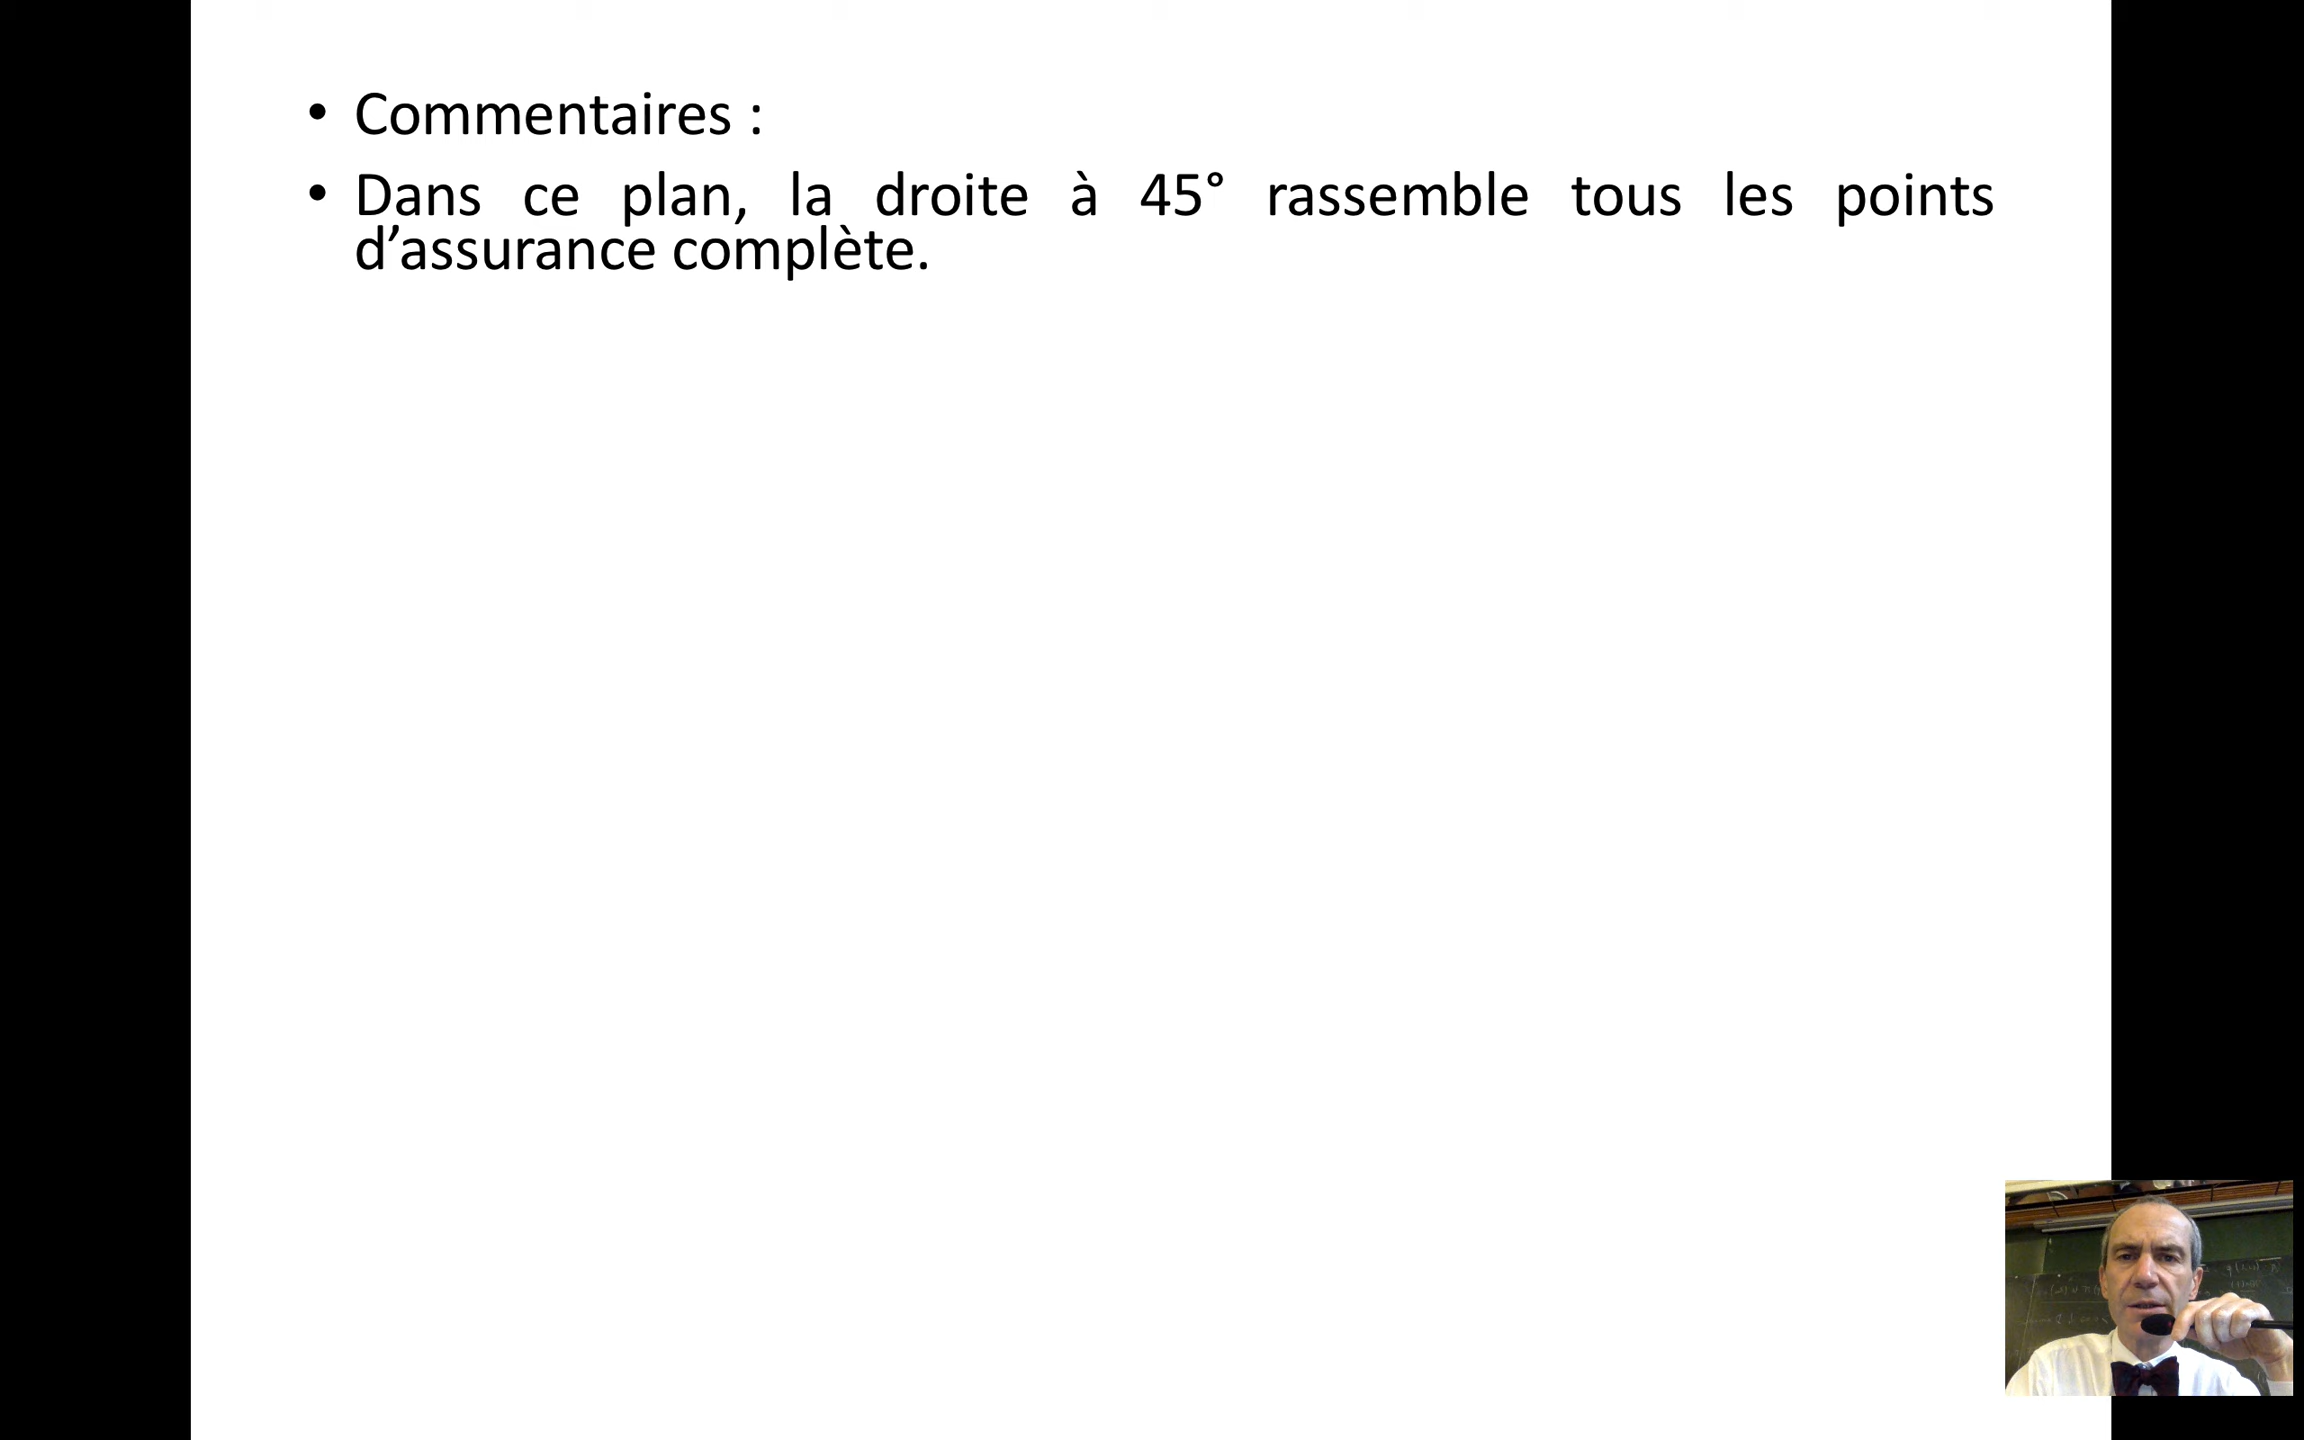 • Commentaires :
• Dans ce plan, la droite à 45° rassemble tous les points
d’assurance complète.